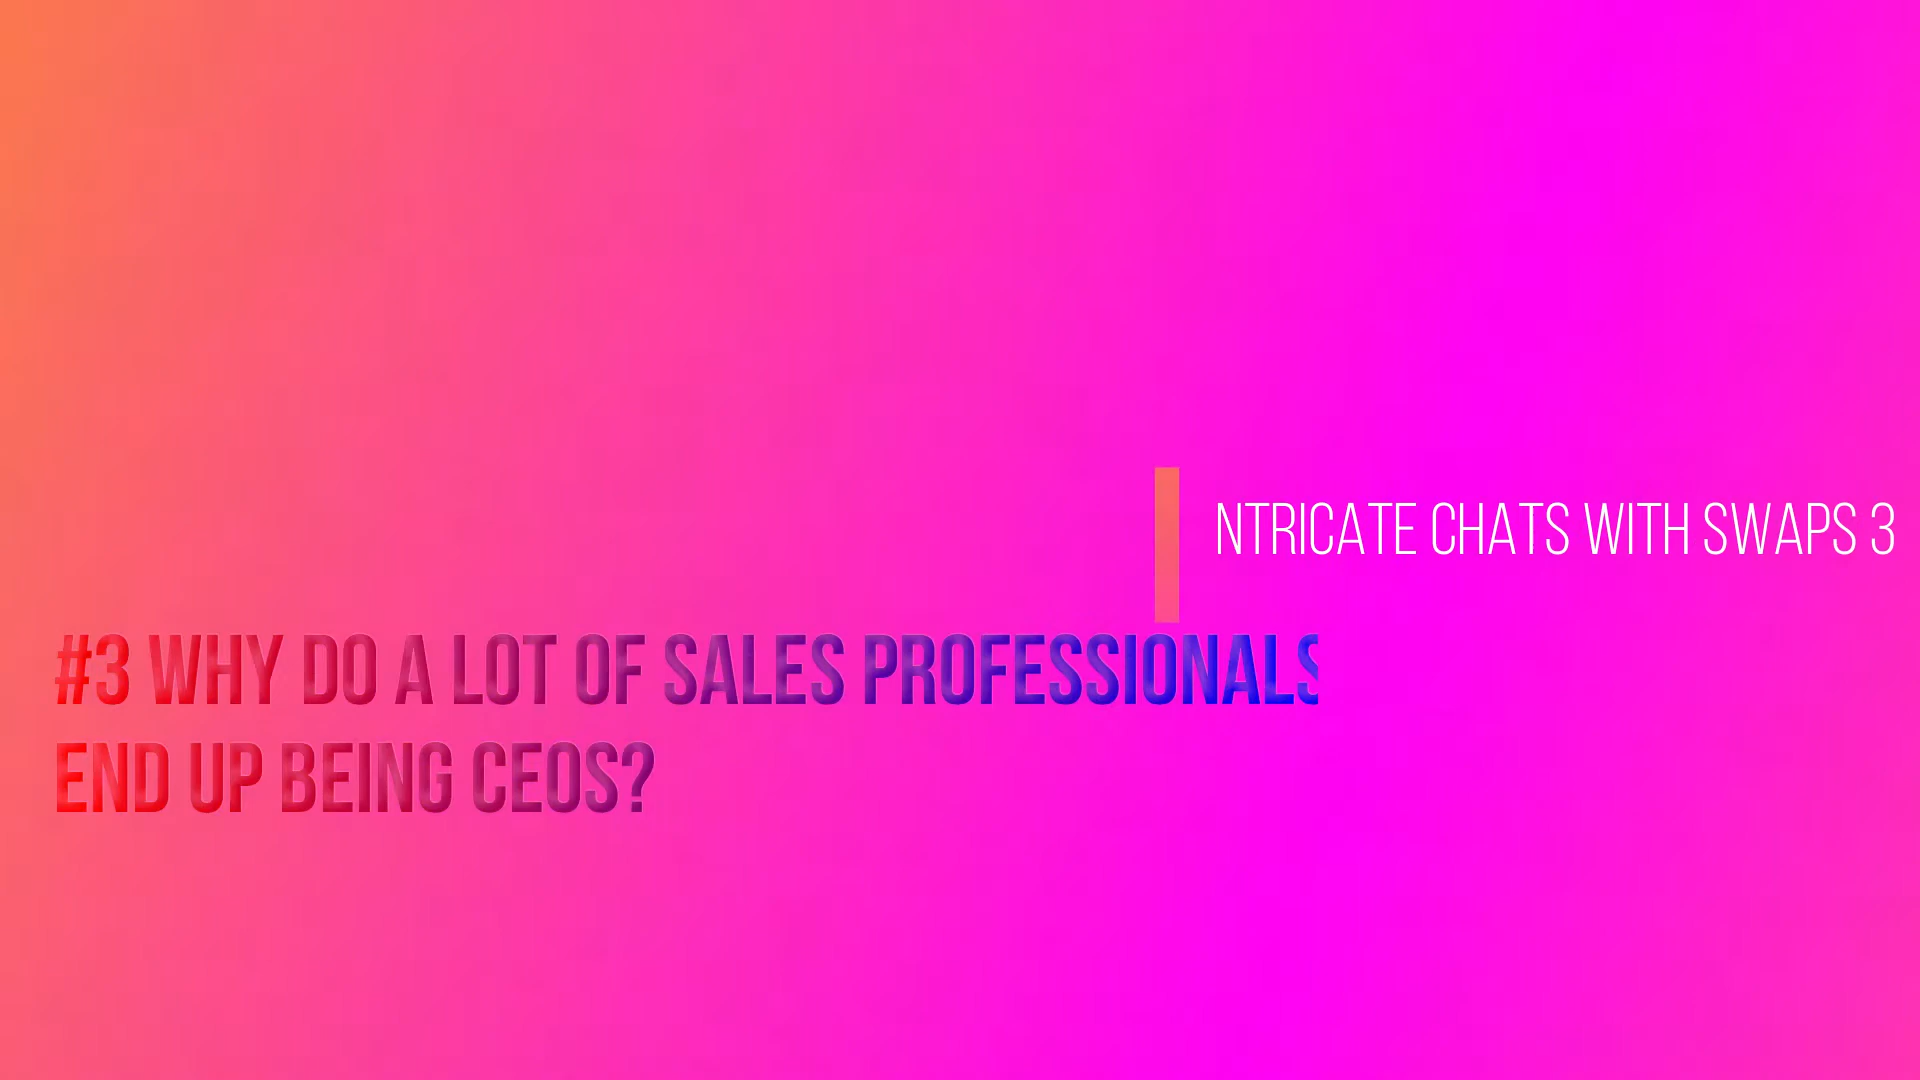 NTRICATE CHATS WITH SWAPS 3
#3 WHY DO A LOT OF SALES PROFESSIONALS
END UP BEING CEOS?